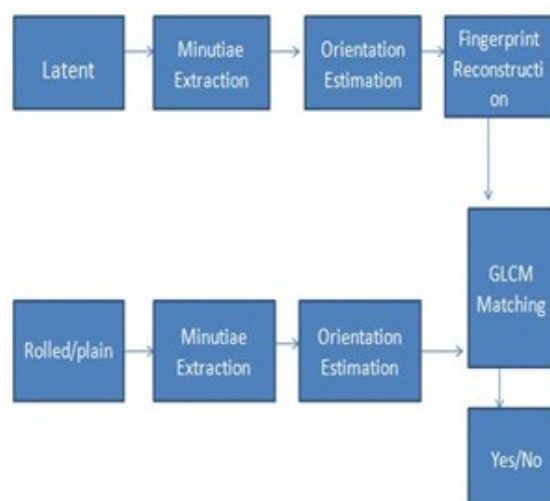 Latent
Minutiae
Extraction
Orientation
Estimation
Fingerprint
Reconstructi
on
GLCM
Matching
Rolled/plain
Minutiae
Extraction
Orientation
Estimation
Yes/No